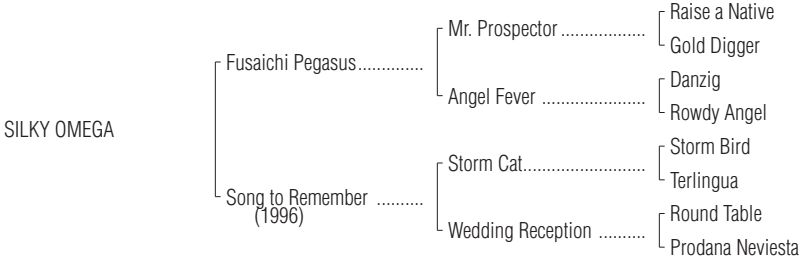 Raise a Native
Mr. Prospector ...................
Gold Digger
Fusaichi Pegasus..............
Danzig
Angel Fever .......................
Rowdy Angel
SILKY OMEGA
Storm Bird
Storm Cat...........................
Terlingua
Song to Remember ..........
(1996)
Round Table
Wedding Reception ..........
Prodana Neviesta